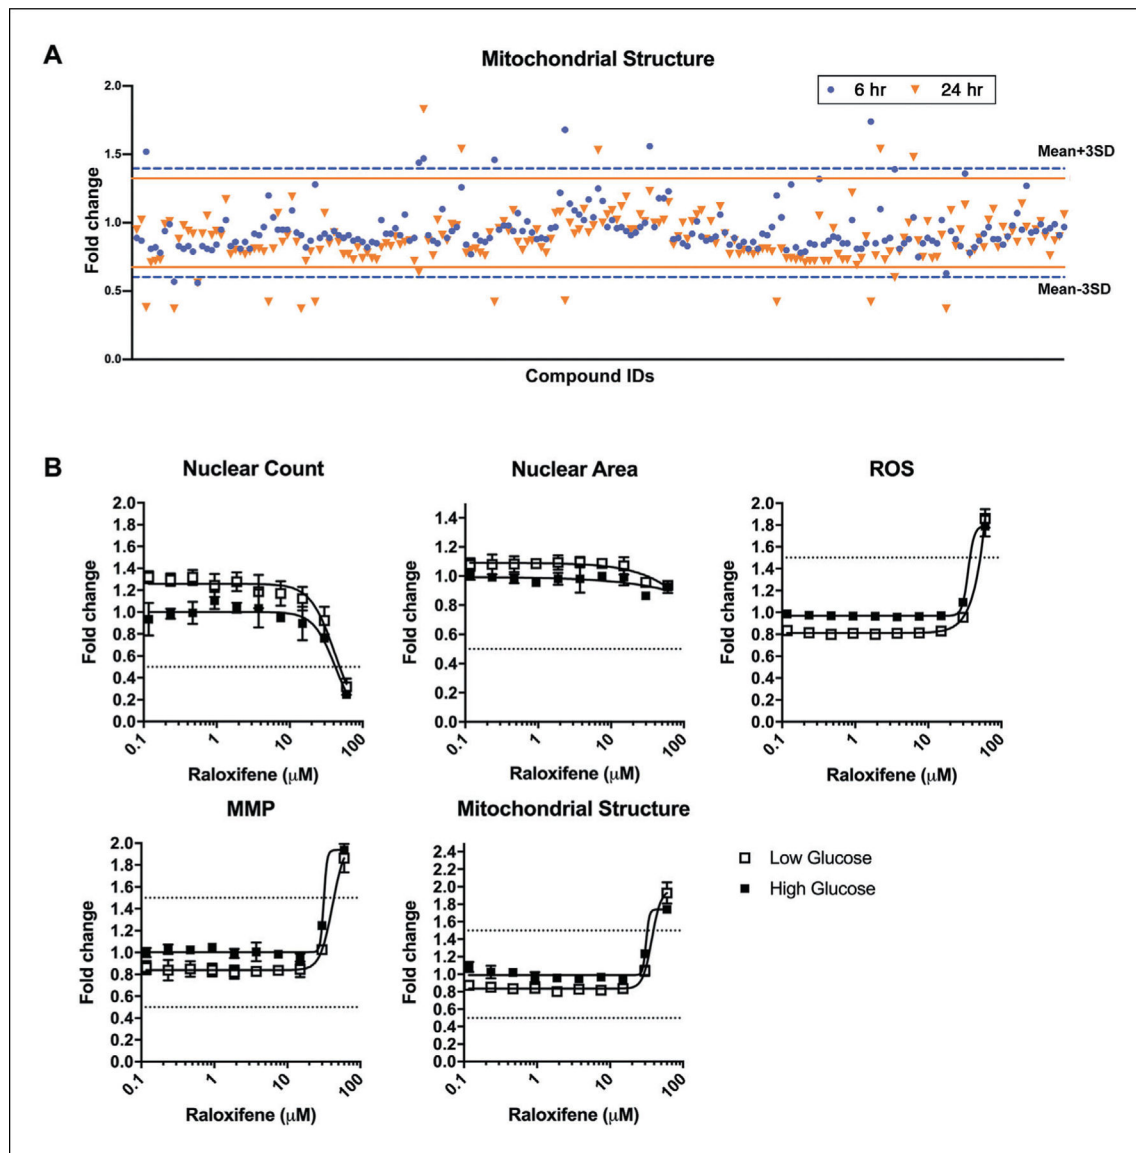 A
Mitochondrial Structure
6 hr 24 hr
Fold change
2.0
1.5
1.0
0.5
0.0
Mean+3SD
Mean-3SD
Compound IDs
B
Nuclear Count
Fold change
2.0
1.8
1.6
1.4
1.2
1.0
0.8
0.6
0.4
0.2
0.0
0.1 1 10 100
Raloxifene (μM)
Nuclear Area
Fold change
1.4
1.2
1.0
0.8
0.6
0.4
0.2
0.0
0.1 1 10 100
Raloxifene (μM)
ROS
Fold change
2.0
1.8
1.6
1.4
1.2
1.0
0.8
0.6
0.4
0.2
0.0
0.1 1 10 100
Raloxifene (μM)
MMP
Fold change
2.0
1.8
1.6
1.4
1.2
1.0
0.8
0.6
0.4
0.2
0.0
0.1 1 10 100
Raloxifene (μM)
Mitochondrial Structure
Fold change
2.4
2.2
2.0
1.8
1.6
1.4
1.2
1.0
0.8
0.6
0.4
0.2
0.0
0.1 1 10 100
Raloxifene (μM)
Low Glucose
High Glucose